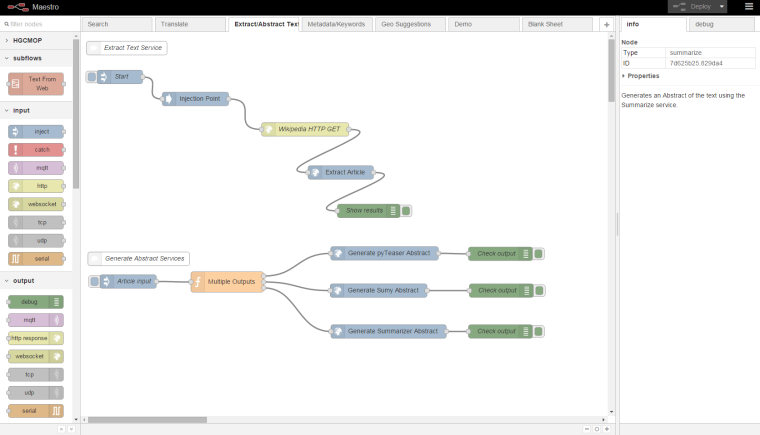 Maestro
Deploy
filter nodes
Search
Translate
Extract/Abstract Text
Metadata/Keywords
Geo Suggestions
Demo
Blank Sheet
+
info
debug
HGCMOP
subflows
Text From
Web
input
inject
catch
mqtt
http
websocket
tcp
udp
serial
output
debug
mqtt
http response
websocket
tcp
udp
serial
Extract Text Service
Start
Injection Point
Wikipedia HTTP GET
Extract Article
Show results
Generate Abstract Services
Article input
Multiple Outputs
Generate pyTeaser Abstract
Check output
Generate Sumy Abstract
Check output
Generate Summarizer Abstract
Check output
Node
Type summarize
ID 7d625b25.829da4
Properties
Generates an Abstract of the text using the
Summarize service.